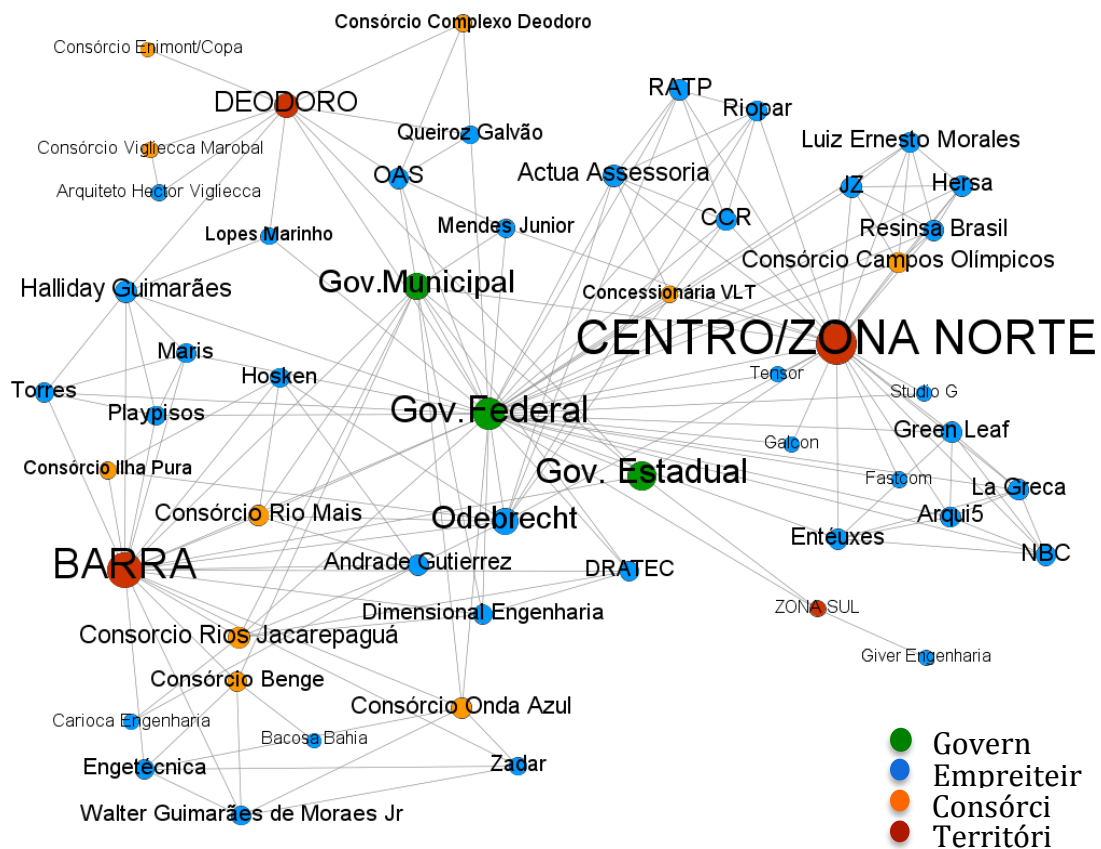 Consórcio Complexo Deodoro
Consórcio Enimont/Copa
RATP
DEODORO
Riopar
Queiroz Galvão
Luiz Ernesto Morales
Consórcio Vigliecca Marobal
OAS
Actua Assessoria
JZ
Hersa
Arquiteto Hector Vigliecca
CCR
Lopes Marinho
Mendes Junior
Resinsa Brasil
Consórcio Campos Olímpicos
Gov.Municipal
Halliday Guimarães
Concessionária VLT
CENTRO/ZONA NORTE
Maris
Hosken
Tensor
Torres
Playpisos
Gov.Federal
Studio G
Green Leaf
Galcon
Consórcio Ilha Pura
Gov. Estadual
Fastcom
La Greca
Consórcio Rio Mais
Odebrecht
Arqui5
Entéuxes
NBC
BARRA
Andrade Gutierrez
DRATEC
Dimensional Engenharia
ZONA SUL
Consorcio Rios Jacarepaguá
Giver Engenharia
Consórcio Benge
Consórcio Onda Azul
Carioca Engenharia
Bacosa Bahia
Engetécnica
Zadar
Walter Guimarães de Moraes Jr
Govern
Empreiteir
Consórci
Territóri